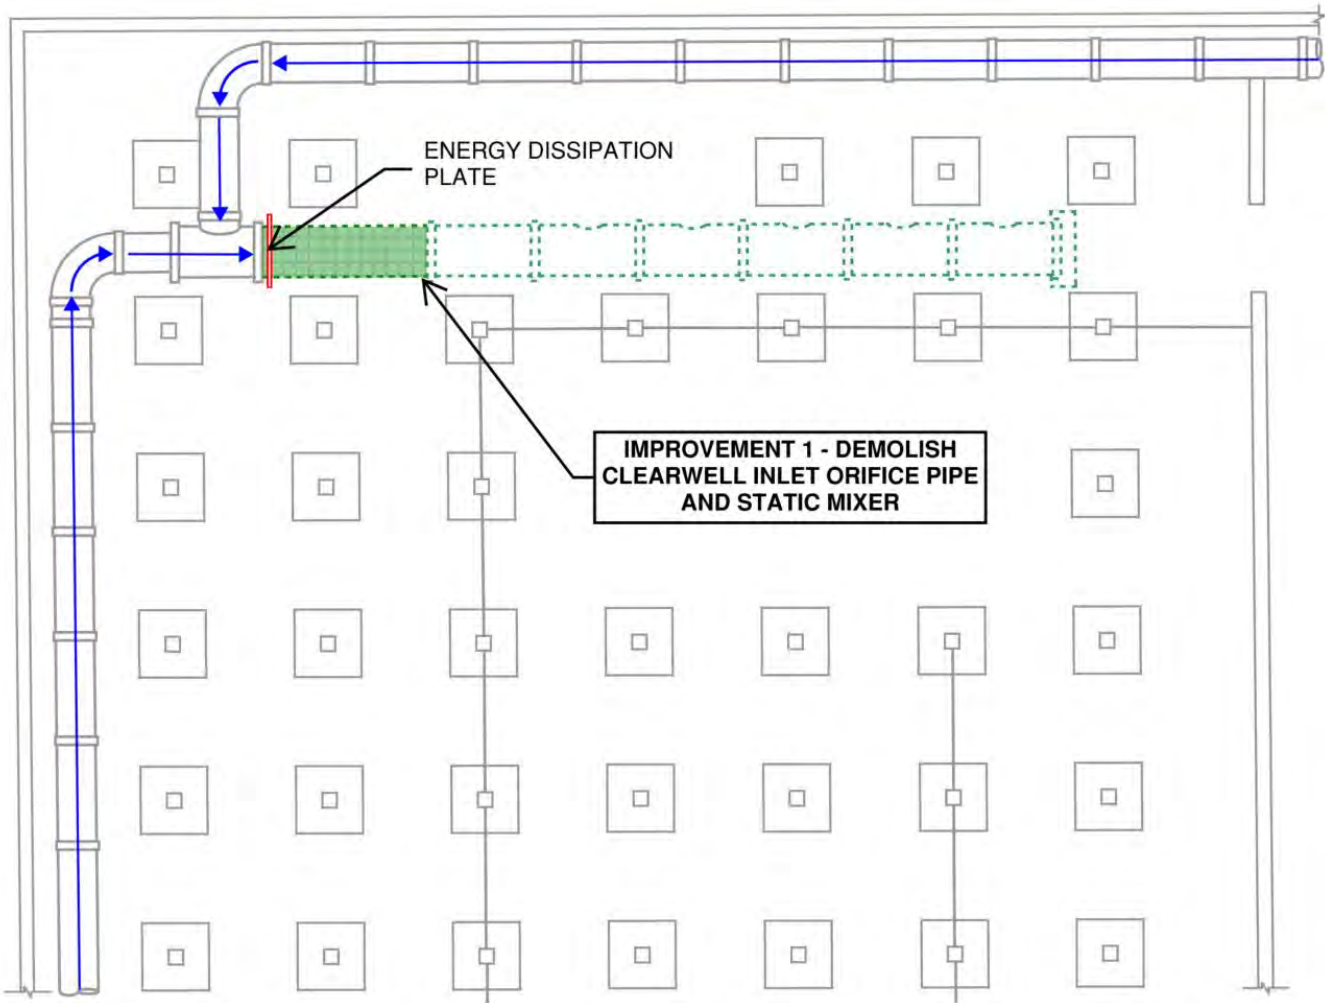 ENERGY DISSIPATION
PLATE
IMPROVEMENT 1 - DEMOLISH
CLEARWELL INLET ORIFICE PIPE
AND STATIC MIXER